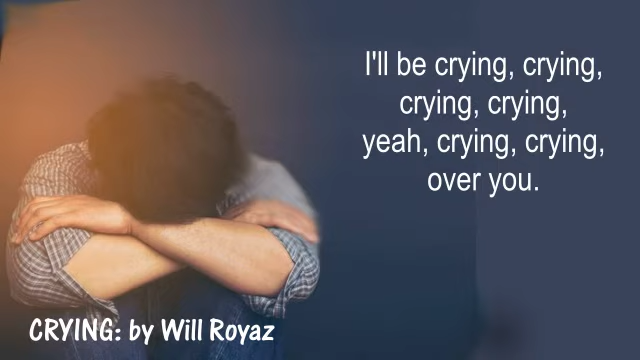 I'll be crying, crying,
crying, crying,
yeah, crying, crying,
over you.
CRYING: by Will Royaz